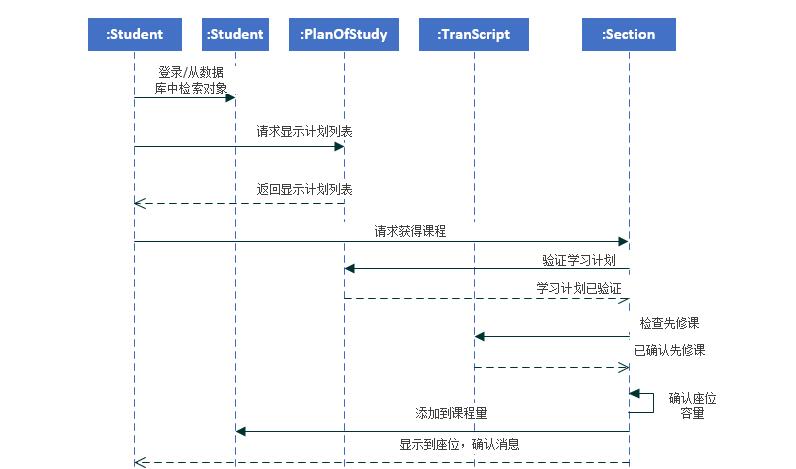 :Student
:Student
:PlanOfStudy
:TranScript
:Section
登录/从数据
库中检索对象
请求显示计划列表
返回显示计划列表
请求获得课程
验证学习计划
学习计划已验证
检查先修课
已确认先修课
确认座位
容量
添加到课程量
显示到座位，确认消息